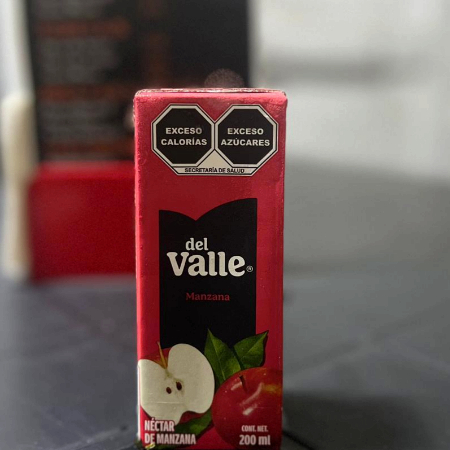 EXCESO
CALORÍAS
EXCESO
AZÚCARES
SECRETARÍA DE SALUD
del
Valle®
Manzana
NÉCTAR
DE MANZANA
CONT. NET.
200 ml